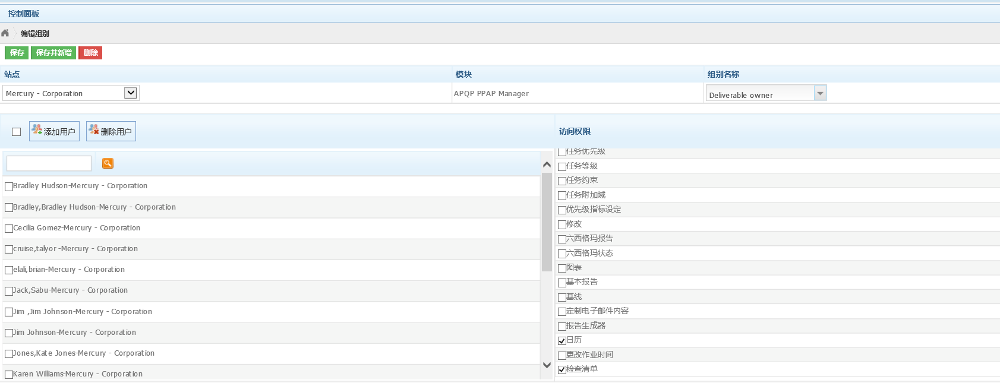 控制面板
编辑组别
保存 保存并新增 删除
站点 模块 组别名称
Mercury - Corporation APQP PPAP Manager Deliverable owner
添加用户 删除用户 访问权限
Bradley Hudson-Mercury - Corporation
Bradley,Bradley Hudson-Mercury - Corporation
Cecilia Gomez-Mercury - Corporation
cruise,talyor -Mercury - Corporation
elali,brian-Mercury - Corporation
Jack,Sabu-Mercury - Corporation
Jim ,Jim Johnson-Mercury - Corporation
Jim Johnson-Mercury - Corporation
Jones,Kate Jones-Mercury - Corporation
Karen Williams-Mercury - Corporation
任务优先级
任务等级
任务约束
任务附加域
优先级指标设定
修改
六西格玛报告
六西格玛状态
图表
基本报告
基线
定制电子邮件内容
报告生成器
日历
更改作业时间
检查清单